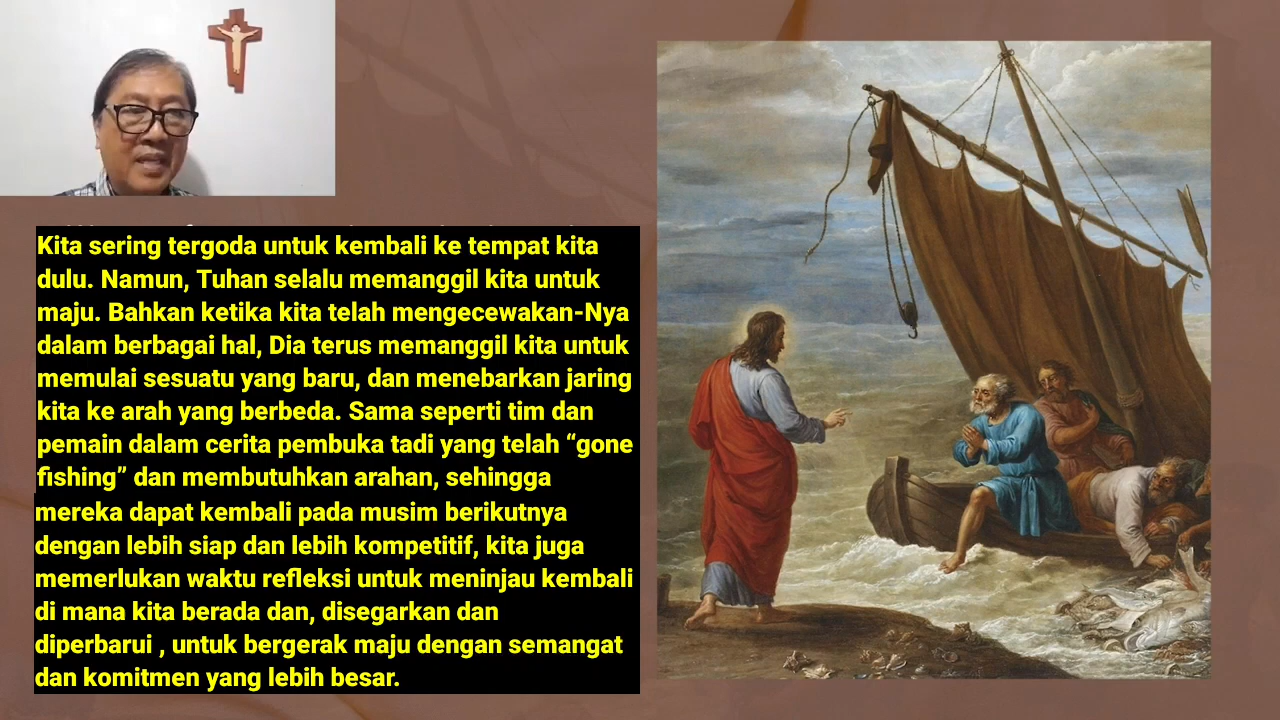 Kita sering tergoda untuk kembali ke tempat kita
dulu. Namun, Tuhan selalu memanggil kita untuk
maju. Bahkan ketika kita telah mengecewakan-Nya
dalam berbagai hal, Dia terus memanggil kita untuk
memulai sesuatu yang baru, dan menebarkan jaring
kita ke arah yang berbeda. Sama seperti tim dan
pemain dalam cerita pembuka tadi yang telah “gone
fishing” dan membutuhkan arahan, sehingga
mereka dapat kembali pada musim berikutnya
dengan lebih siap dan lebih kompetitif, kita juga
memerlukan waktu refleksi untuk meninjau kembali
di mana kita berada dan, disegarkan dan
diperbarui , untuk bergerak maju dengan semangat
dan komitmen yang lebih besar.